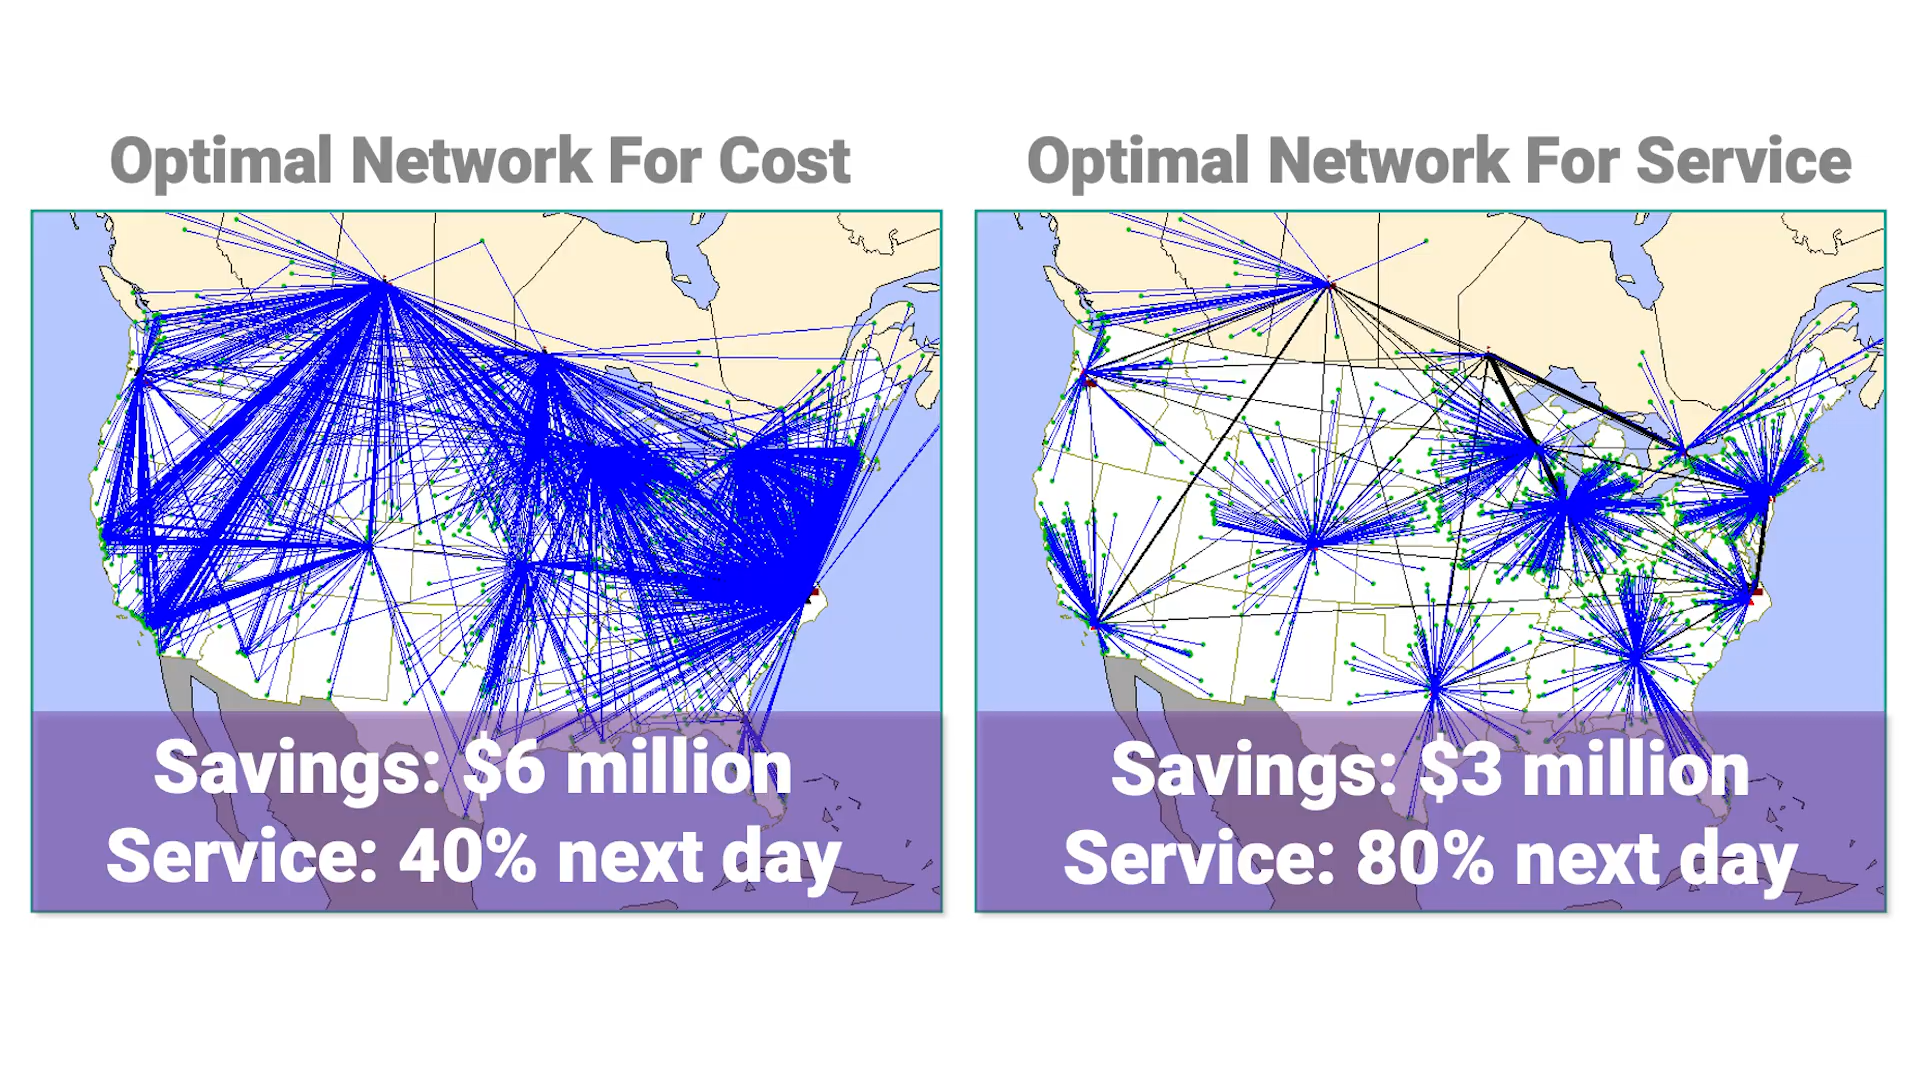 Optimal Network For Cost
Optimal Network For Service
Savings: $6 million
Service: 40% next day
Savings: $3 million
Service: 80% next day